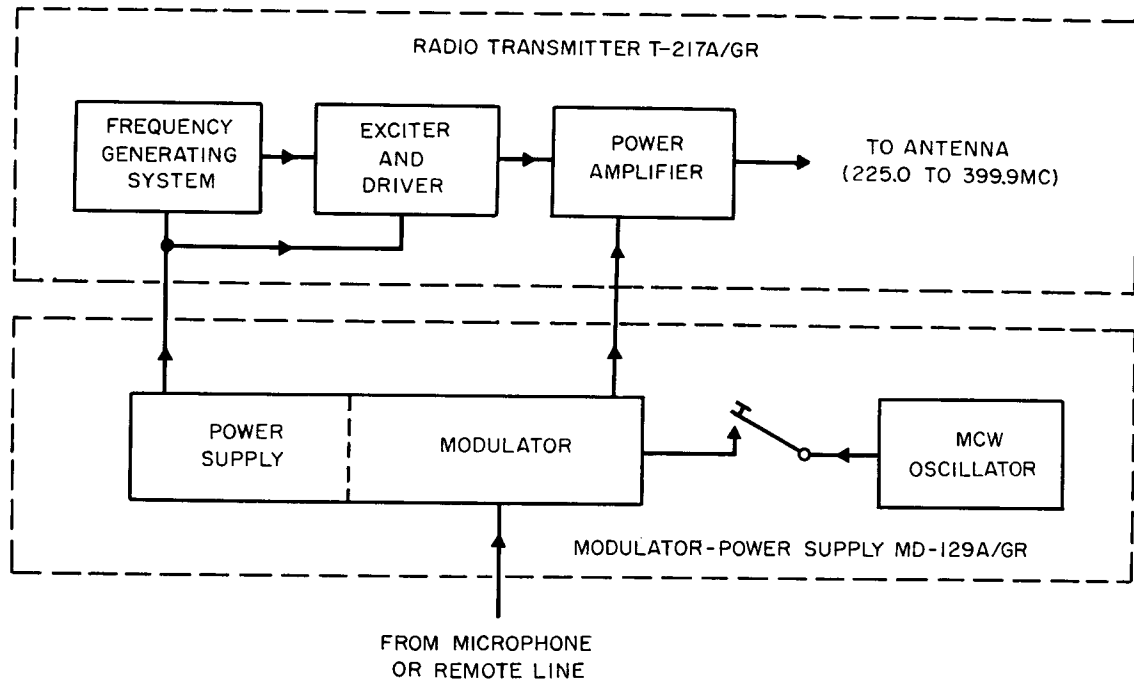 RADIO TRANSMITTER T-217A/GR
FREQUENCY
GENERATING
SYSTEM
EXCITER
AND
DRIVER
POWER
AMPLIFIER
TO ANTENNA
(225.0 TO 399.9MC)
POWER
SUPPLY
MODULATOR
MCW
OSCILLATOR
MODULATOR-POWER SUPPLY MD-129A/GR
FROM MICROPHONE
OR REMOTE LINE